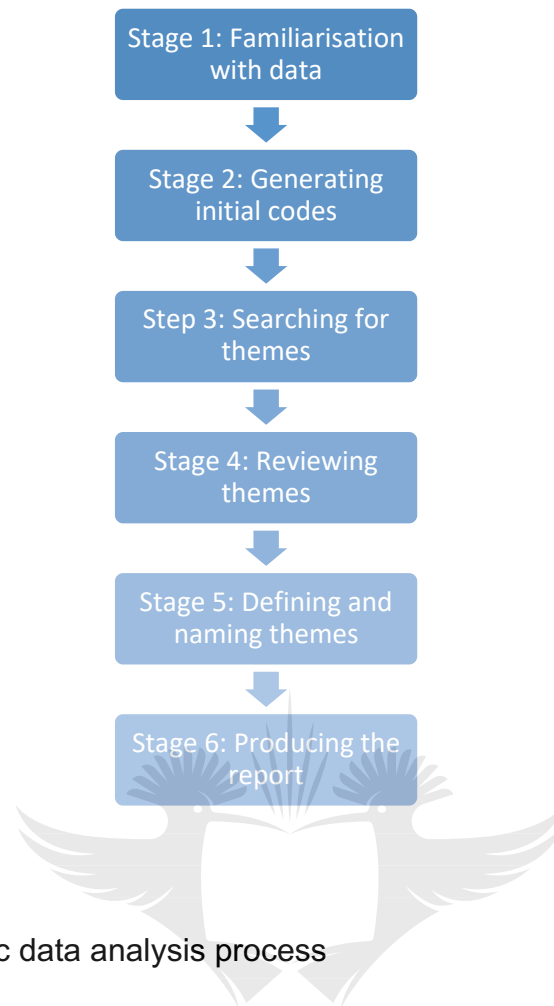 Stage 1: Familiarisation
with data
Stage 2: Generating
initial codes
Step 3: Searching for
themes
Stage 4: Reviewing
themes
Stage 5: Defining and
naming themes
Stage 6: Producing the
report
c data analysis process